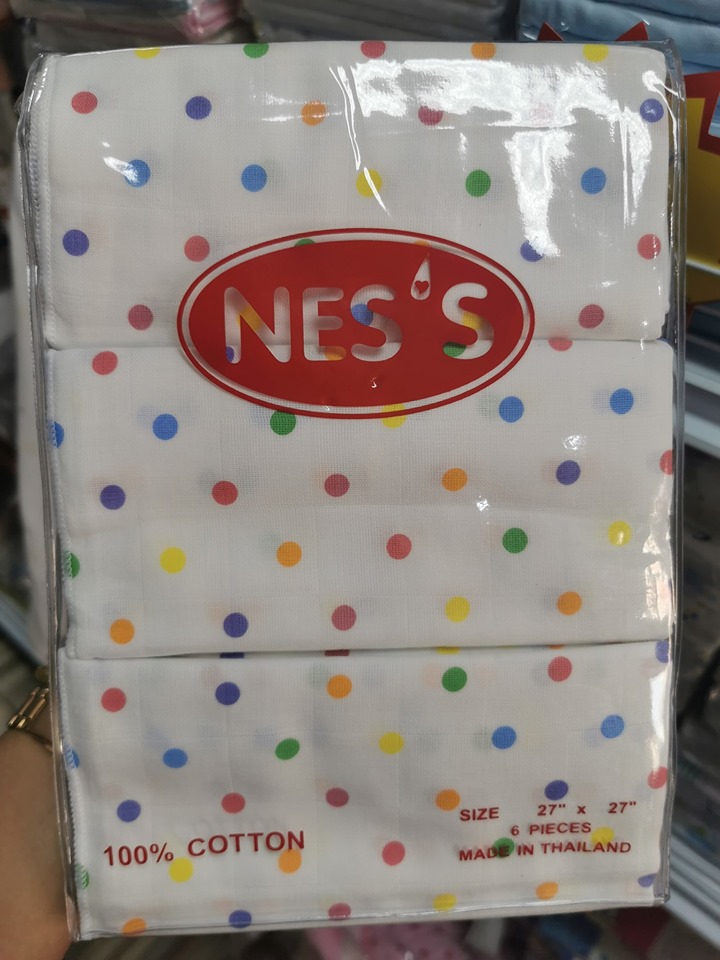 NES'S
100% COTTON
SIZE 27" x 27"
6 PIECES
MADE IN THAILAND